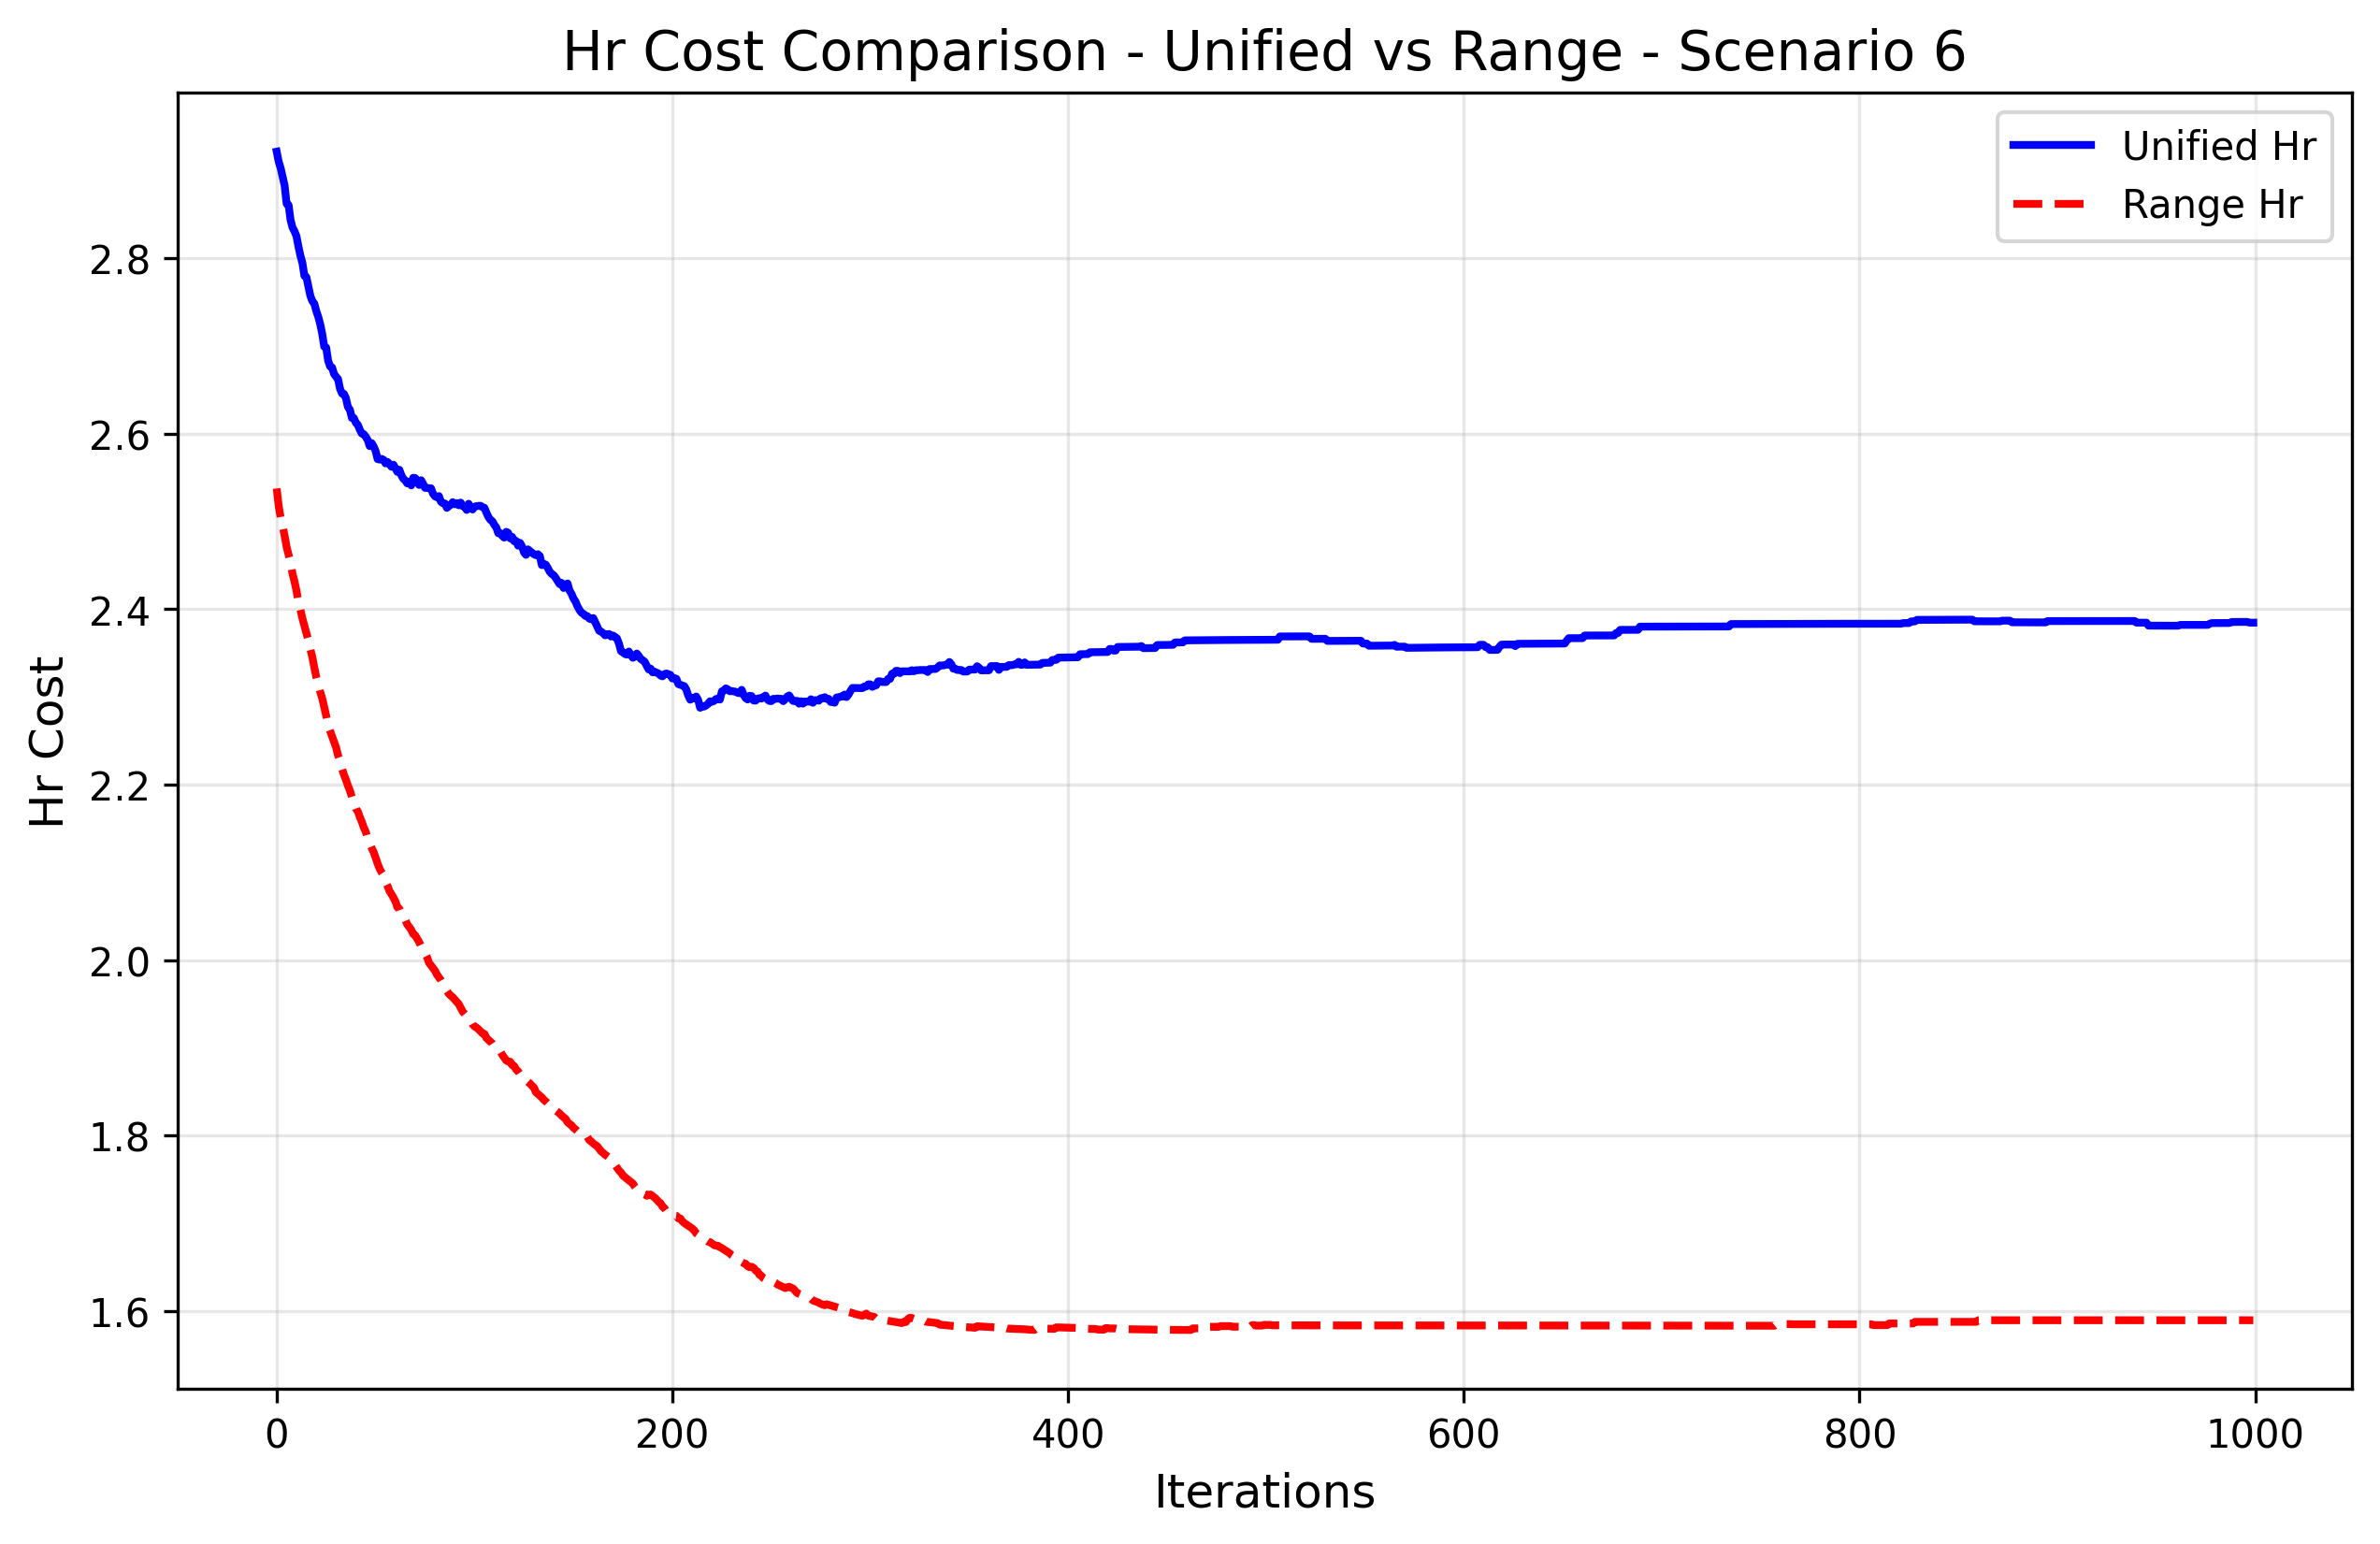 Hr Cost Comparison - Unified vs Range - Scenario 6
Unified Hr
Range Hr
Hr Cost
2.8
2.6
2.4
2.2
2.0
1.8
1.6
0 200 400 600 800 1000
Iterations